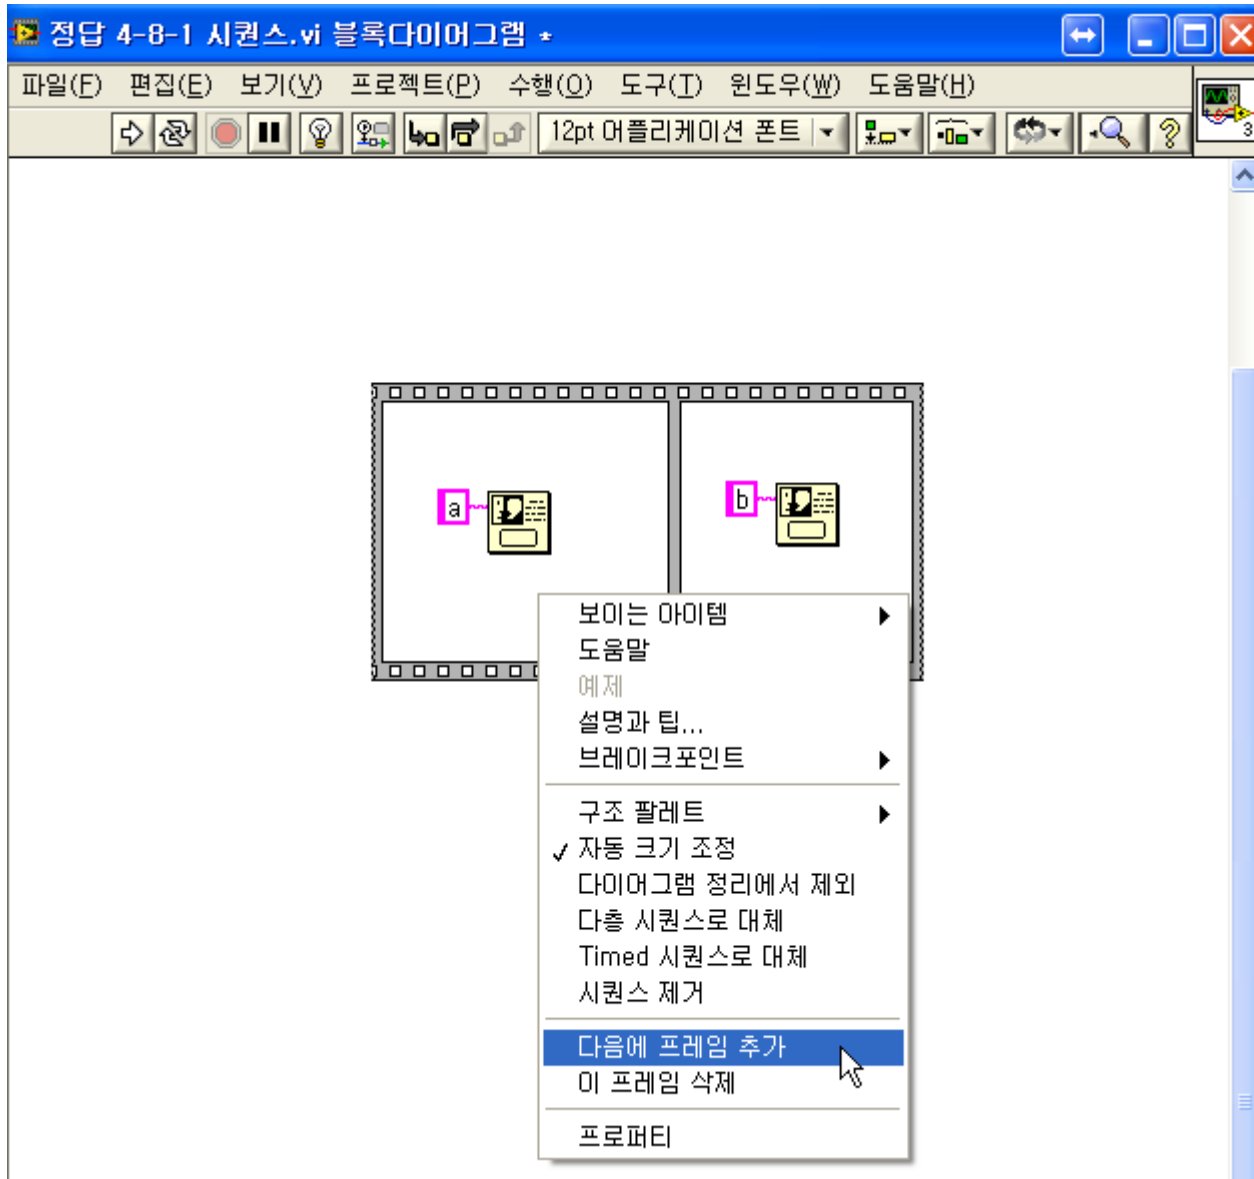 정답 4-8-1 시퀀스.vi 블록다이어그램 *
파일(F) 편집(E) 보기(V) 프로젝트(P) 수행(O) 도구(T) 윈도우(W) 도움말(H)
12pt 어플리케이션 폰트
3
a
b
보이는 아이템
도움말
예제
설명과 팁...
브레이크포인트
구조 팔레트
자동 크기 조정
다이어그램 정리에서 제외
다층 시퀀스로 대체
Timed 시퀀스로 대체
시퀀스 제거
다음에 프레임 추가
이 프레임 삭제
프로퍼티